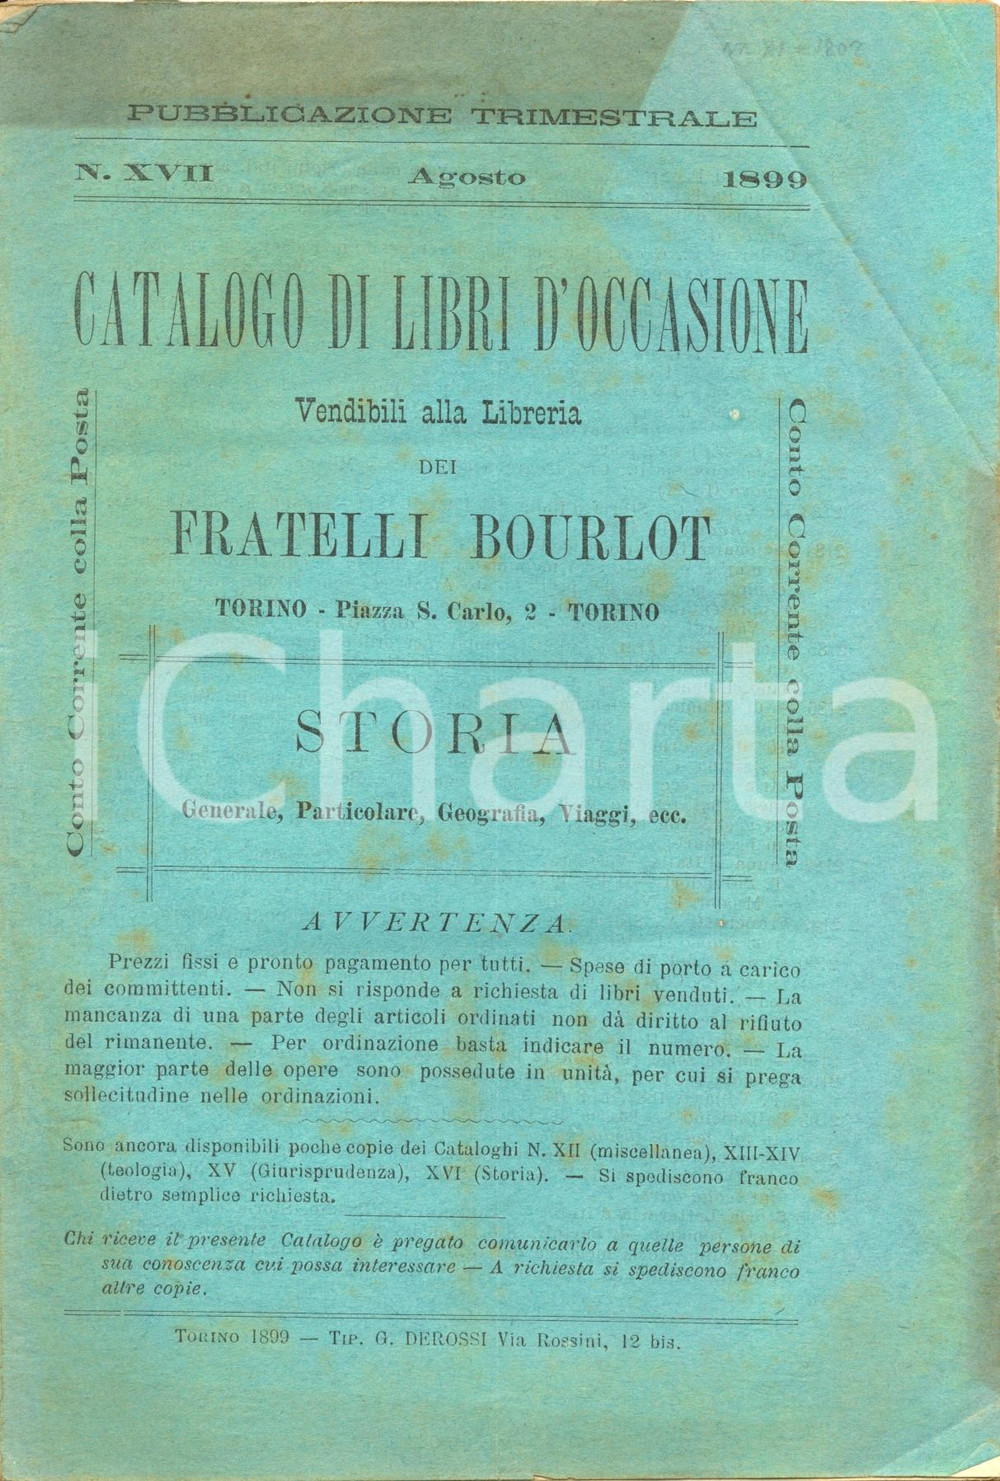 PUBBLICAZIONE TRIMESTRALE
N. XVII Agosto 1899
CATALOGO DI LIBRI D'OCCASIONE
Vendibili alla Libreria
DEI
FRATELLI BOURLOT
TORINO - Piazza S. Carlo, 2 - TORINO
Conto Corrente colla Posta
Conto Corrente colla Posta
STORIA
Generale, Particolare, Geografia, Viaggi, ecc.
iCharta
AVVERTENZA.
Prezzi fissi e pronto pagamento per tutti. — Spese di porto a carico
dei committenti. — Non si risponde a richiesta di libri venduti. — La
mancanza di una parte degli articoli ordinati non dà diritto al rifiuto
del rimanente. — Per ordinazione basta indicare il numero. — La
maggior parte delle opere sono possedute in unità, per cui si prega
sollecitudine nelle ordinazioni.
Sono ancora disponibili poche copie dei Cataloghi N. XII (miscellanea), XIII-XIV
(teologia), XV (Giurisprudenza), XVI (Storia). — Si spediscono franco
dietro semplice richiesta.
Chi riceve il presente Catalogo è pregato comunicarlo a quelle persone di
sua conoscenza cui possa interessare — A richiesta si spediscono franco
altre copie.
TORINO 1899 — TIP. G. DEROSSI Via Rossini, 12 bis.